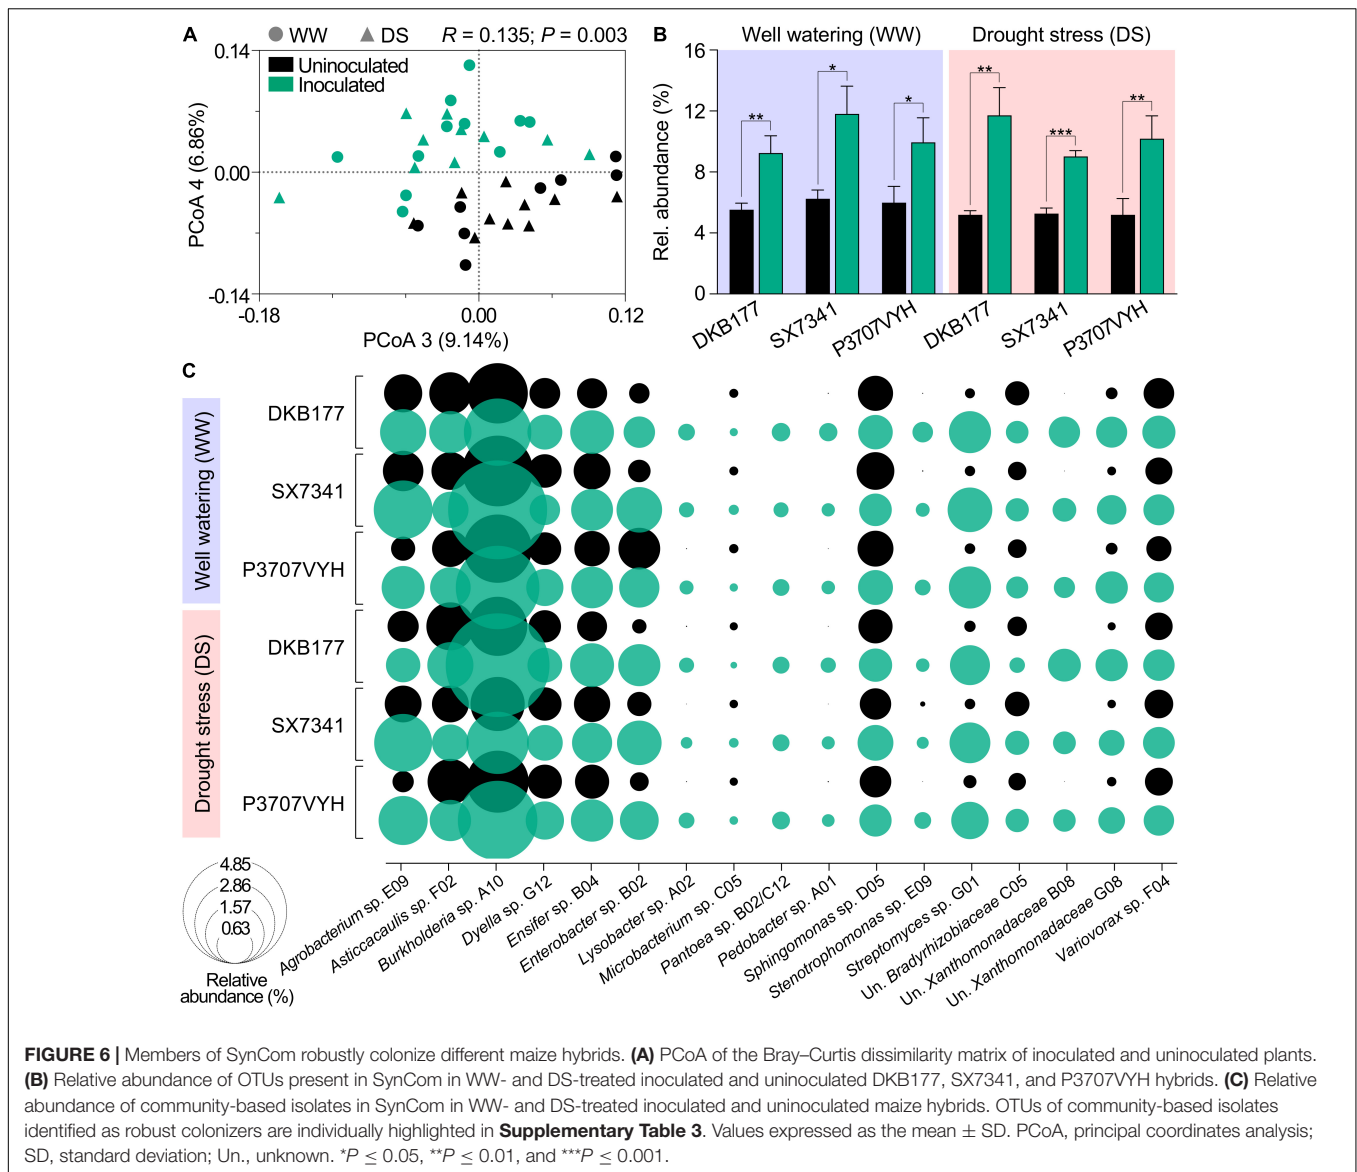 A
WW
DS
R = 0.135; P = 0.003
0.14
0.00
-0.14
Uninoculated
Inoculated
PCoA 4 (6.86%)
-0.18
0.00
0.12
PCoA 3 (9.14%)
B
Well watering (WW)
Drought stress (DS)
Rel. abundance (%)
16
12
8
4
0
**
*
*
**
***
**
DKB177
SX7341
P3707VYH
DKB177
SX7341
P3707VYH
C
Well watering (WW)
DKB177
SX7341
P3707VYH
Drought stress (DS)
DKB177
SX7341
P3707VYH
4.85
2.86
1.57
0.63
Relative
abundance (%)
Agrobacterium sp. E09
Asticcacaulis sp. F02
Burkholderia sp. A10
Dyella sp. G12
Ensifer sp. B04
Enterobacter sp. B02
Lysobacter sp. A02
Microbacterium sp. C05
Pantoea sp. B02/C12
Pedobacter sp. A01
Sphingomonas sp. D05
Stenotrophomonas sp. E09
Streptomyces sp. G01
Un. Bradyrhizobiaceae C05
Un. Xanthomonadaceae B08
Un. Xanthomonadaceae G08
Variovorax sp. F04
FIGURE 6 | Members of SynCom robustly colonize different maize hybrids. (A) PCoA of the Bray–Curtis dissimilarity matrix of inoculated and uninoculated plants.
(B) Relative abundance of OTUs present in SynCom in WW- and DS-treated inoculated and uninoculated DKB177, SX7341, and P3707VYH hybrids. (C) Relative
abundance of community-based isolates in SynCom in WW- and DS-treated inoculated and uninoculated maize hybrids. OTUs of community-based isolates
identified as robust colonizers are individually highlighted in Supplementary Table 3. Values expressed as the mean ± SD. PCoA, principal coordinates analysis;
SD, standard deviation; Un., unknown. *P ≤ 0.05, **P ≤ 0.01, and ***P ≤ 0.001.